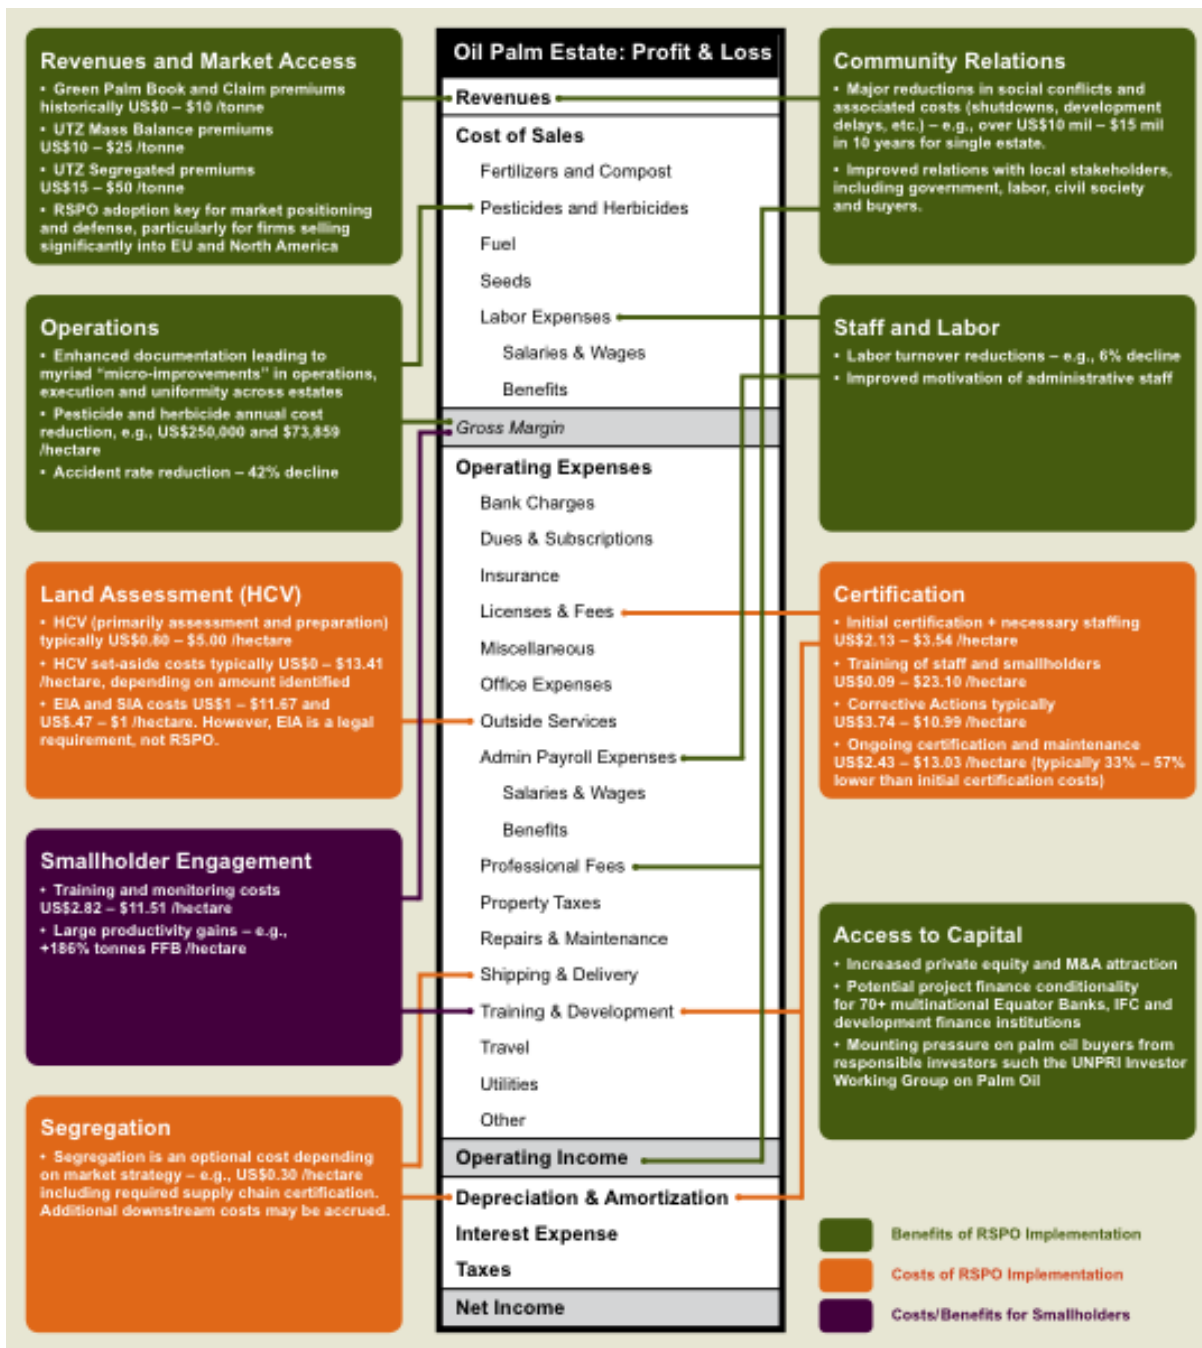 Revenues and Market Access
• Green Palm Book and Claim premiums
historically US$0 – $10 /tonne
• UTZ Mass Balance premiums
US$10 – $25 /tonne
• UTZ Segregated premiums
US$15 – $50 /tonne
• RSPO adoption key for market positioning
and defense, particularly for firms selling
significantly into EU and North America
Operations
• Enhanced documentation leading to
myriad “micro-improvements” in operations,
execution and uniformity across estates
• Pesticide and herbicide annual cost
reduction, e.g., US$250,000 and $73,859
/hectare
• Accident rate reduction – 42% decline
Land Assessment (HCV)
• HCV (primarily assessment and preparation)
typically US$0.80 – $5.00 /hectare
• HCV set-aside costs typically US$0 – $13.41
/hectare, depending on amount identified
• EIA and SIA costs US$1 – $11.67 and
US$.47 – $1 /hectare. However, EIA is a legal
requirement, not RSPO.
Smallholder Engagement
• Training and monitoring costs
US$2.82 – $11.51 /hectare
• Large productivity gains – e.g.,
+186% tonnes FFB /hectare
Segregation
• Segregation is an optional cost depending
on market strategy – e.g., US$0.30 /hectare
including required supply chain certification.
Additional downstream costs may be accrued.
Oil Palm Estate: Profit & Loss
Revenues
Cost of Sales
Fertilizers and Compost
Pesticides and Herbicides
Fuel
Seeds
Labor Expenses
Salaries & Wages
Benefits
Gross Margin
Operating Expenses
Bank Charges
Dues & Subscriptions
Insurance
Licenses & Fees
Miscellaneous
Office Expenses
Outside Services
Admin Payroll Expenses
Salaries & Wages
Benefits
Professional Fees
Property Taxes
Repairs & Maintenance
Shipping & Delivery
Training & Development
Travel
Utilities
Other
Operating Income
Depreciation & Amortization
Interest Expense
Taxes
Net Income
Community Relations
• Major reductions in social conflicts and
associated costs (shutdowns, development
delays, etc.) – e.g., over US$10 mil – $15 mil
in 10 years for single estate.
• Improved relations with local stakeholders,
including government, labor, civil society
and buyers.
Staff and Labor
• Labor turnover reductions – e.g., 6% decline
• Improved motivation of administrative staff
Certification
• Initial certification + necessary staffing
US$2.13 – $3.54 /hectare
• Training of staff and smallholders
US$0.09 – $23.10 /hectare
• Corrective Actions typically
US$3.74 – $10.99 /hectare
• Ongoing certification and maintenance
US$2.43 – $13.03 /hectare (typically 33% – 57%
lower than initial certification costs)
Access to Capital
• Increased private equity and M&A attraction
• Potential project finance conditionality
for 70+ multinational Equator Banks, IFC and
development finance institutions
• Mounting pressure on palm oil buyers from
responsible investors such the UNPRI Investor
Working Group on Palm Oil
Benefits of RSPO Implementation
Costs of RSPO Implementation
Costs/Benefits for Smallholders